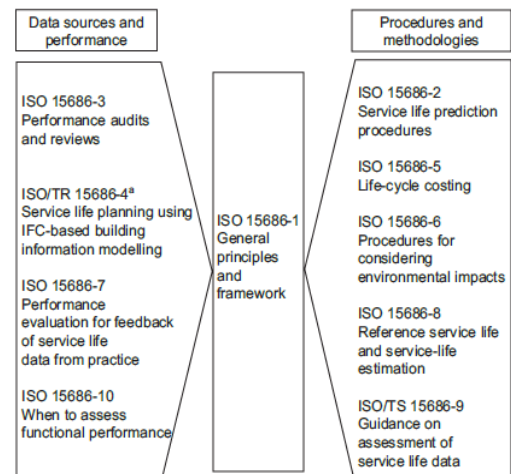 Data sources and
performance
ISO 15686-3
Performance audits
and reviews
ISO/TR 15686-4ª
Service life planning using
IFC-based building
information modelling
ISO 15686-7
Performance
evaluation for feedback
of service life
data from practice
ISO 15686-10
When to assess
functional performance
ISO 15686-1
General
principles
and
framework
Procedures and
methodologies
ISO 15686-2
Service life prediction
procedures
ISO 15686-5
Life-cycle costing
ISO 15686-6
Procedures for
considering
environmental impacts
ISO 15686-8
Reference service life
and service-life
estimation
ISO/TS 15686-9
Guidance on
assessment of
service life data